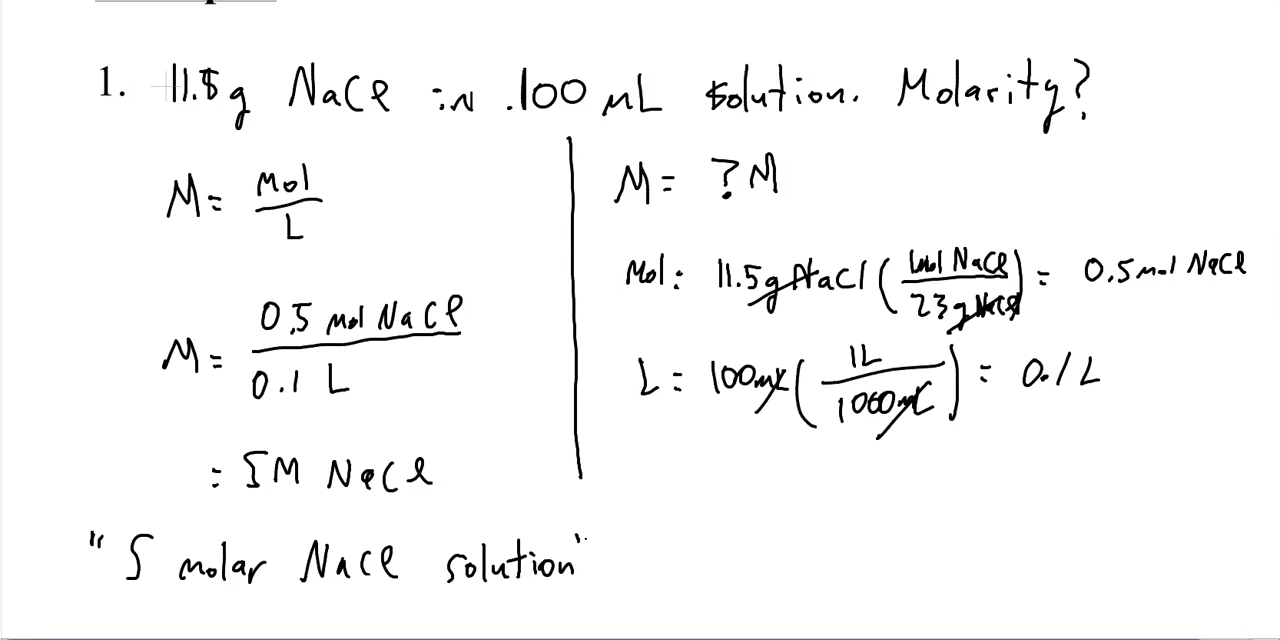 1. 11.5g NaCl in .100 mL solution. Molarity?
M = Mol / L
M = 0.5 mol NaCl / 0.1 L
= 5M NaCl
"5 molar NaCl solution"
M = ? M
Mol: 11.5g NaCl (1 mol NaCl / 23g NaCl) = 0.5 mol NaCl
L = 100mL (1L / 1000mL) = 0.1 L